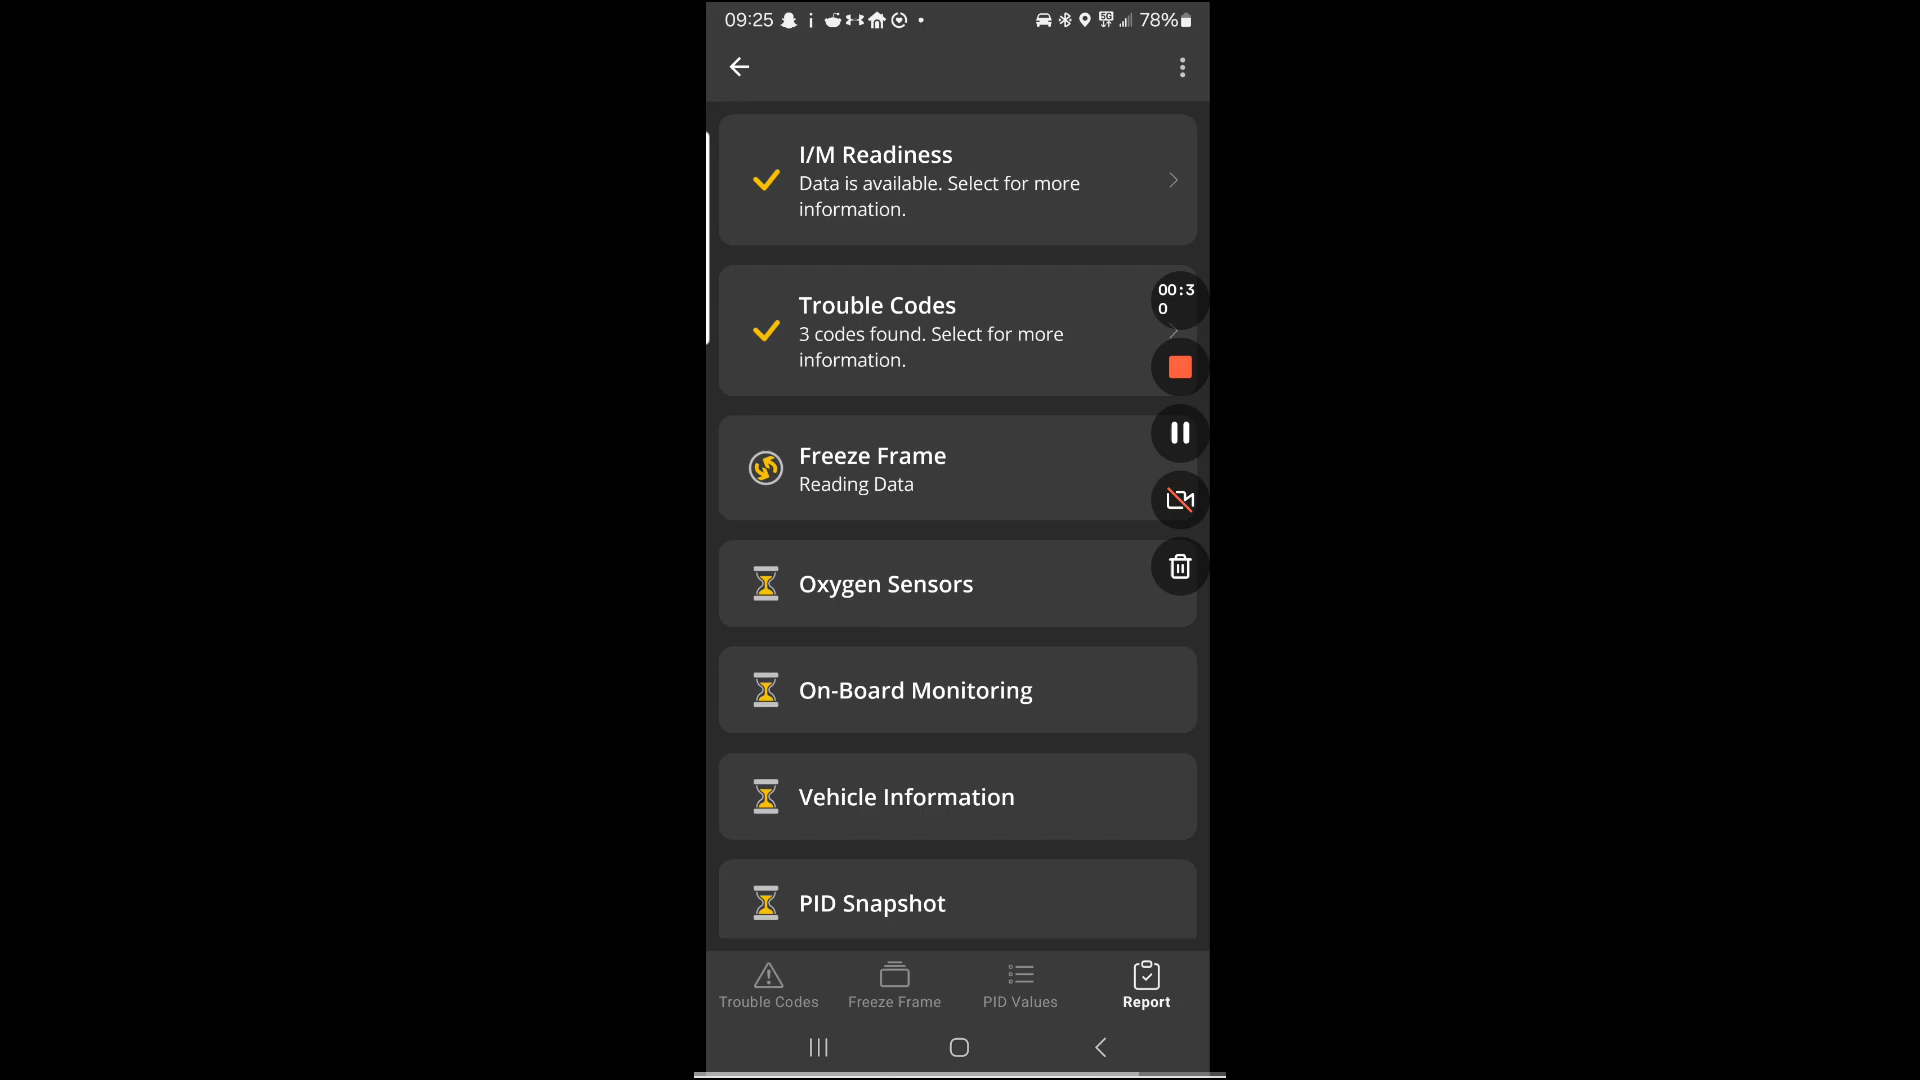 09:25
5G
78%
I/M Readiness
Data is available. Select for more
information.
Trouble Codes
3 codes found. Select for more
information.
00:3
0
Freeze Frame
Reading Data
Oxygen Sensors
On-Board Monitoring
Vehicle Information
PID Snapshot
Trouble Codes
Freeze Frame
PID Values
Report